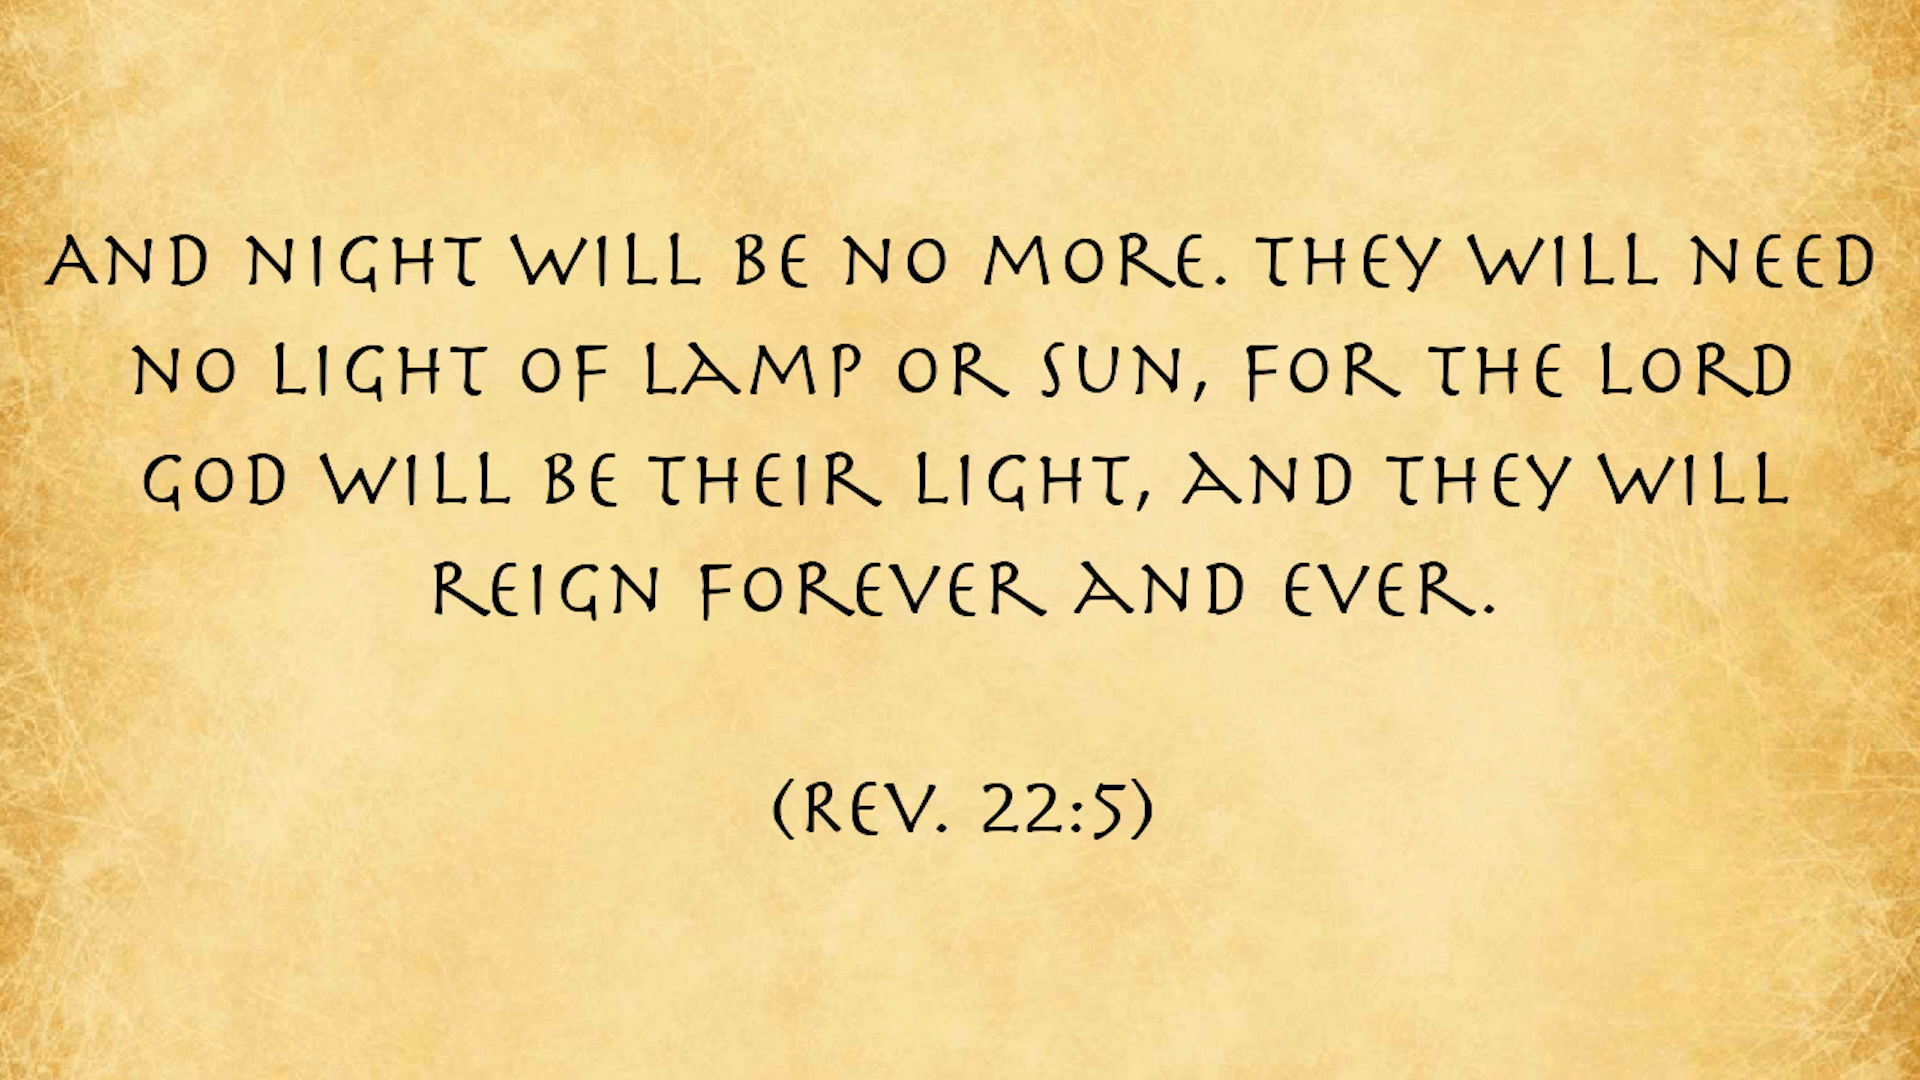 AND NIGHT WILL BE NO MORE. THEY WILL NEED
NO LIGHT OF LAMP OR SUN, FOR THE LORD
GOD WILL BE THEIR LIGHT, AND THEY WILL
REIGN FOREVER AND EVER.
(REV. 22:5)